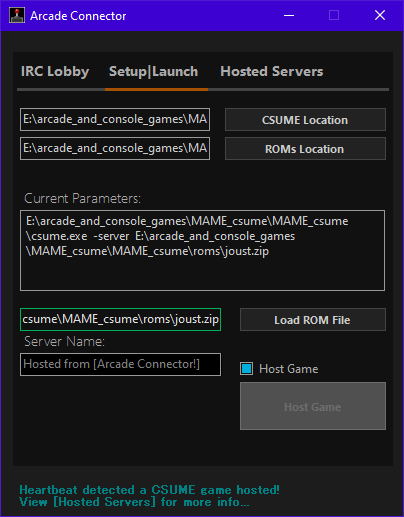 Arcade Connector
IRC Lobby Setup|Launch Hosted Servers
E:\arcade_and_console_games\MA CSUME Location
E:\arcade_and_console_games\MA ROMs Location
Current Parameters:
E:\arcade_and_console_games\MAME_csume\MAME_csume
\csume.exe -server E:\arcade_and_console_games
\MAME_csume\MAME_csume\roms\joust.zip
csume\MAME_csume\roms\joust.zip Load ROM File
Server Name:
Hosted from [Arcade Connector!] Host Game
Host Game
Heartbeat detected a CSUME game hosted!
View [Hosted Servers] for more info...